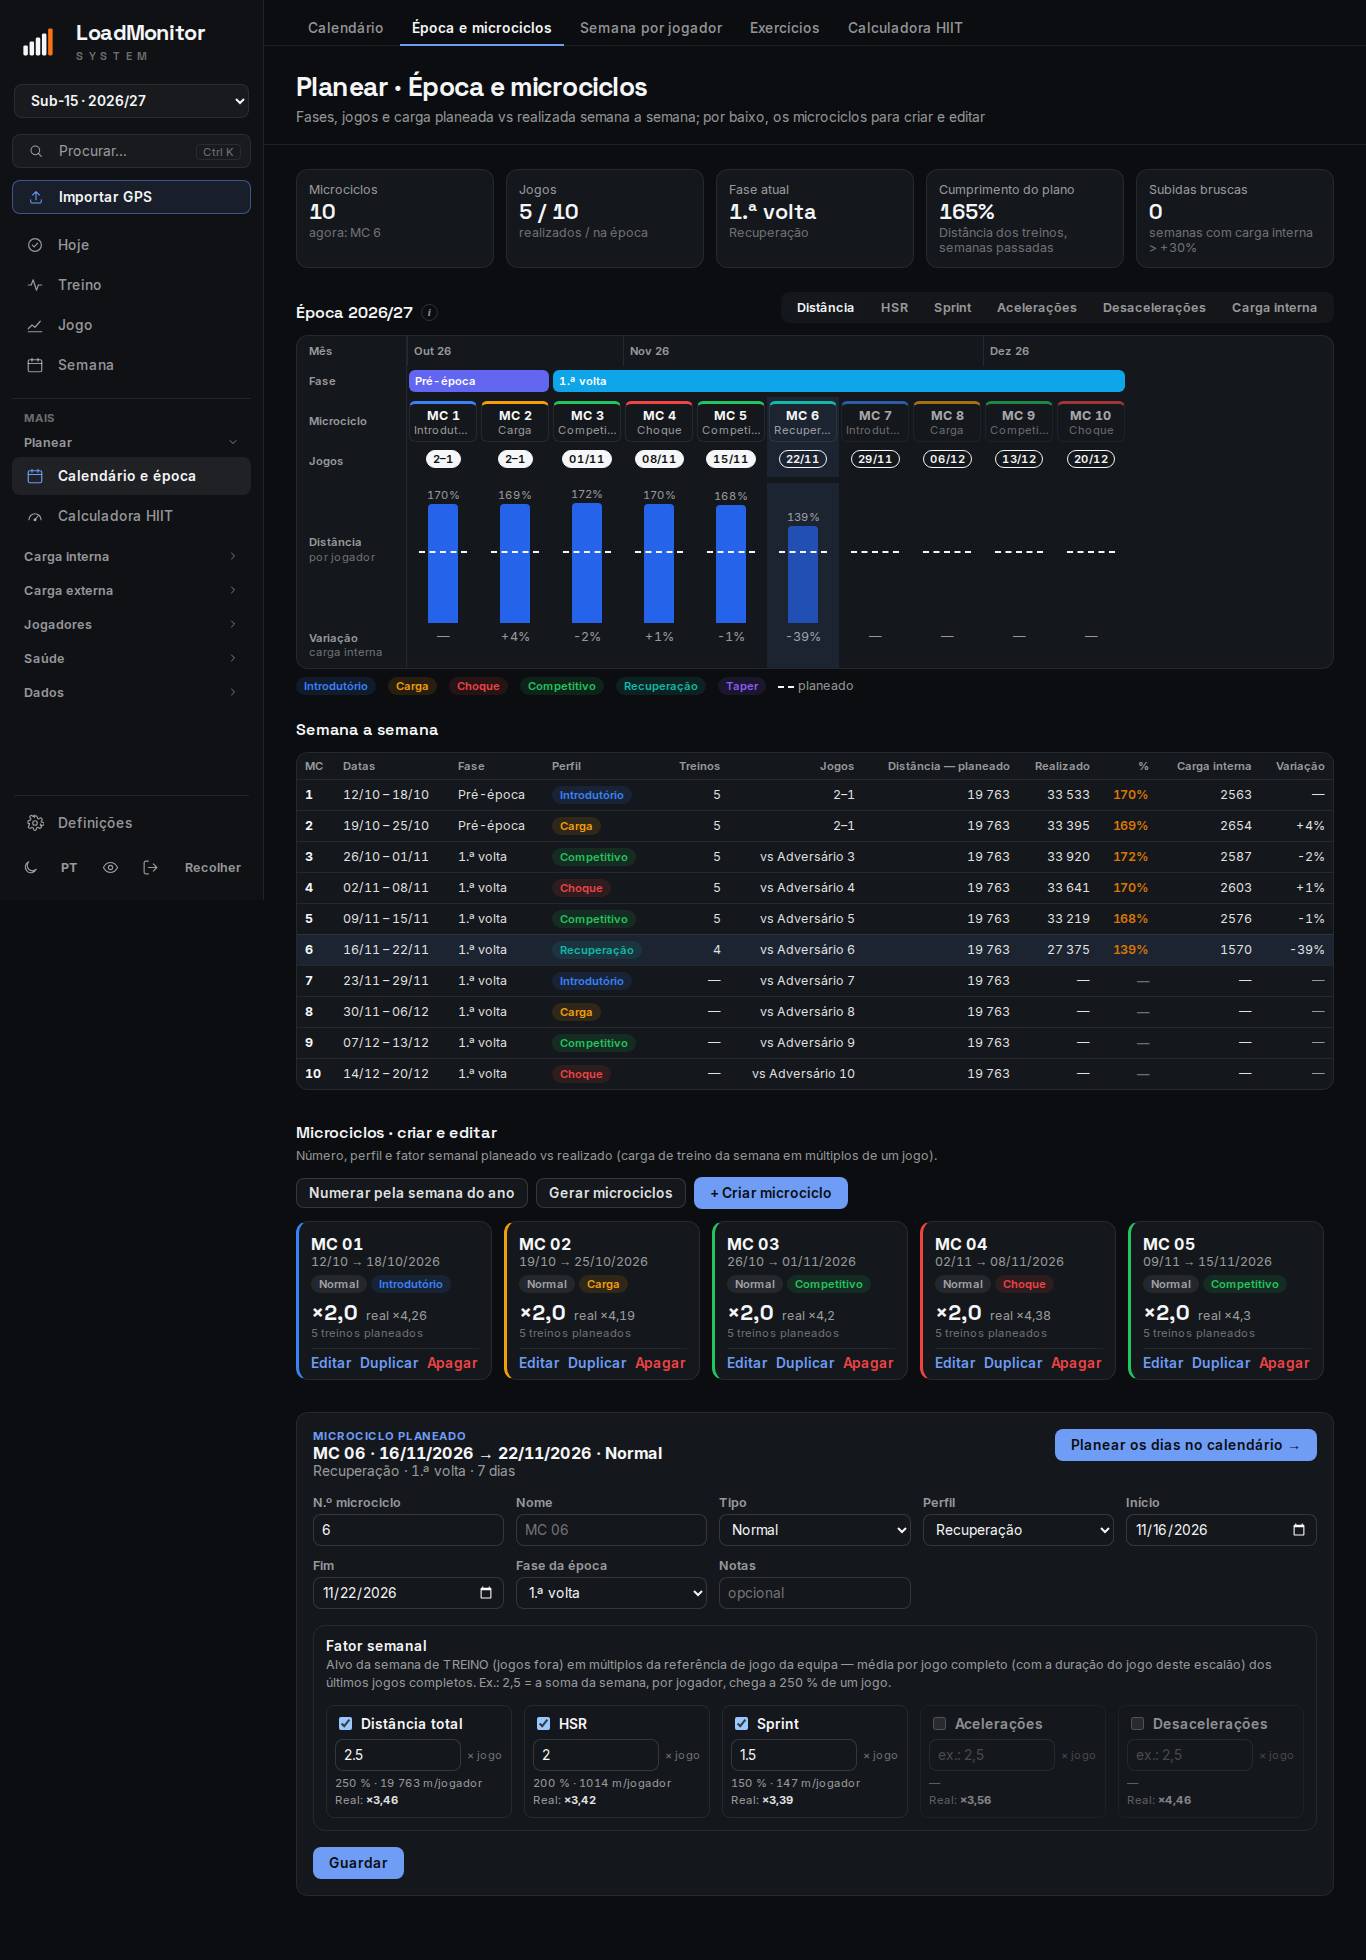 LoadMonitor
SYSTEM
Sub-15 · 2026/27
Procurar... Ctrl K
Importar GPS
Hoje
Treino
Jogo
Semana
MAIS
Planear
Calendário e época
Calculadora HIIT
Carga interna
Carga externa
Jogadores
Saúde
Dados
Definições
PT Recolher
Calendário Época e microciclos Semana por jogador Exercícios Calculadora HIIT
Planear · Época e microciclos
Fases, jogos e carga planeada vs realizada semana a semana; por baixo, os microciclos para criar e editar
Microciclos
10
agora: MC 6
Jogos
5 / 10
realizados / na época
Fase atual
1.ª volta
Recuperação
Cumprimento do plano
165%
Distância dos treinos,
semanas passadas
Subidas bruscas
0
semanas com carga interna
> +30%
Época 2026/27 i
Distância HSR Sprint Acelerações Desacelerações Carga interna
Mês Out 26 Nov 26 Dez 26
Fase Pré-época 1.ª volta
Microciclo MC 1 MC 2 MC 3 MC 4 MC 5 MC 6 MC 7 MC 8 MC 9 MC 10
Introdut... Carga Competi... Choque Competi... Recuper... Introdut... Carga Competi... Choque
Jogos 2–1 2–1 01/11 08/11 15/11 22/11 29/11 06/12 13/12 20/12
170% 169% 172% 170% 168% 139%
Distância
por jogador
Variação — +4% -2% +1% -1% -39% — — — —
carga interna
Introdutório Carga Choque Competitivo Recuperação Taper planeado
Semana a semana
MC Datas Fase Perfil Treinos Jogos Distância — planeado Realizado % Carga interna Variação
1 12/10 – 18/10 Pré-época Introdutório 5 2–1 19 763 33 533 170% 2563 —
2 19/10 – 25/10 Pré-época Carga 5 2–1 19 763 33 395 169% 2654 +4%
3 26/10 – 01/11 1.ª volta Competitivo 5 vs Adversário 3 19 763 33 920 172% 2587 -2%
4 02/11 – 08/11 1.ª volta Choque 5 vs Adversário 4 19 763 33 641 170% 2603 +1%
5 09/11 – 15/11 1.ª volta Competitivo 5 vs Adversário 5 19 763 33 219 168% 2576 -1%
6 16/11 – 22/11 1.ª volta Recuperação 4 vs Adversário 6 19 763 27 375 139% 1570 -39%
7 23/11 – 29/11 1.ª volta Introdutório — vs Adversário 7 19 763 — — — —
8 30/11 – 06/12 1.ª volta Carga — vs Adversário 8 19 763 — — — —
9 07/12 – 13/12 1.ª volta Competitivo — vs Adversário 9 19 763 — — — —
10 14/12 – 20/12 1.ª volta Choque — vs Adversário 10 19 763 — — — —
Microciclos · criar e editar
Número, perfil e fator semanal planeado vs realizado (carga de treino da semana em múltiplos de um jogo).
Numerar pela semana do ano Gerar microciclos + Criar microciclo
MC 01
12/10 → 18/10/2026
Normal Introdutório
×2,0 real ×4,26
5 treinos planeados
Editar Duplicar Apagar
MC 02
19/10 → 25/10/2026
Normal Carga
×2,0 real ×4,19
5 treinos planeados
Editar Duplicar Apagar
MC 03
26/10 → 01/11/2026
Normal Competitivo
×2,0 real ×4,2
5 treinos planeados
Editar Duplicar Apagar
MC 04
02/11 → 08/11/2026
Normal Choque
×2,0 real ×4,38
5 treinos planeados
Editar Duplicar Apagar
MC 05
09/11 → 15/11/2026
Normal Competitivo
×2,0 real ×4,3
5 treinos planeados
Editar Duplicar Apagar
MICROCICLO PLANEADO
MC 06 · 16/11/2026 → 22/11/2026 · Normal
Recuperação · 1.ª volta · 7 dias
Planear os dias no calendário →
N.º microciclo Nome Tipo Perfil Início
6 MC 06 Normal Recuperação 11/16/2026
Fim Fase da época Notas
11/22/2026 1.ª volta opcional
Fator semanal
Alvo da semana de TREINO (jogos fora) em múltiplos da referência de jogo da equipa — média por jogo completo (com a duração do jogo deste escalão) dos
últimos jogos completos. Ex.: 2,5 = a soma da semana, por jogador, chega a 250 % de um jogo.
Distância total
2.5 × jogo
250 % · 19 763 m/jogador
Real: ×3,46
HSR
2 × jogo
200 % · 1014 m/jogador
Real: ×3,42
Sprint
1.5 × jogo
150 % · 147 m/jogador
Real: ×3,39
Acelerações
ex.: 2,5 × jogo
—
Real: ×3,56
Desacelerações
ex.: 2,5 × jogo
—
Real: ×4,46
Guardar